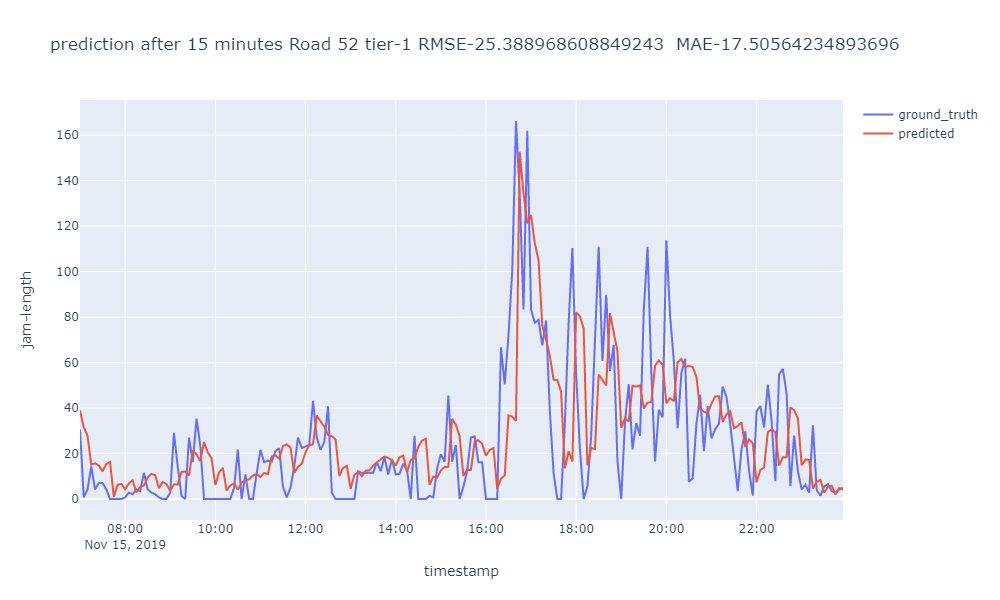 prediction after 15 minutes Road 52 tier-1 RMSE-25.388968608849243  MAE-17.50564234893696
ground_truth
predicted
160
140
120
100
80
60
40
20
0
jam-length
08:00 10:00 12:00 14:00 16:00 18:00 20:00 22:00
Nov 15, 2019
timestamp